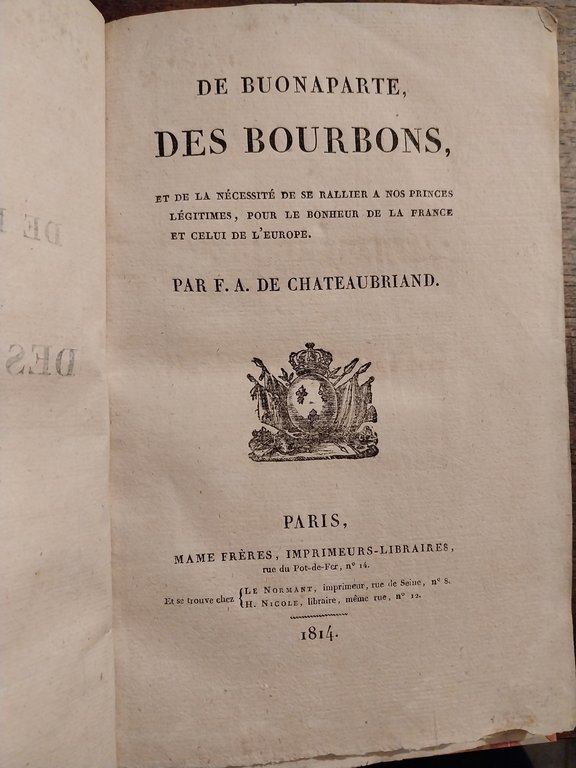 DE BUONAPARTE,
DES BOURBONS,
ET DE LA NÉCESSITÉ DE SE RALLIER A NOS PRINCES
LÉGITIMES, POUR LE BONHEUR DE LA FRANCE
ET CELUI DE L'EUROPE.
PAR F. A. DE CHATEAUBRIAND.
PARIS,
MAME FRÈRES, IMPRIMEURS-LIBRAIRES,
rue du Pot-de-Fer, n° 14.
Et se trouve chez { LE NORMANT, imprimeur, rue de Seine, n° 8.
H. NICOLE, libraire, même rue, n° 12.
1814.